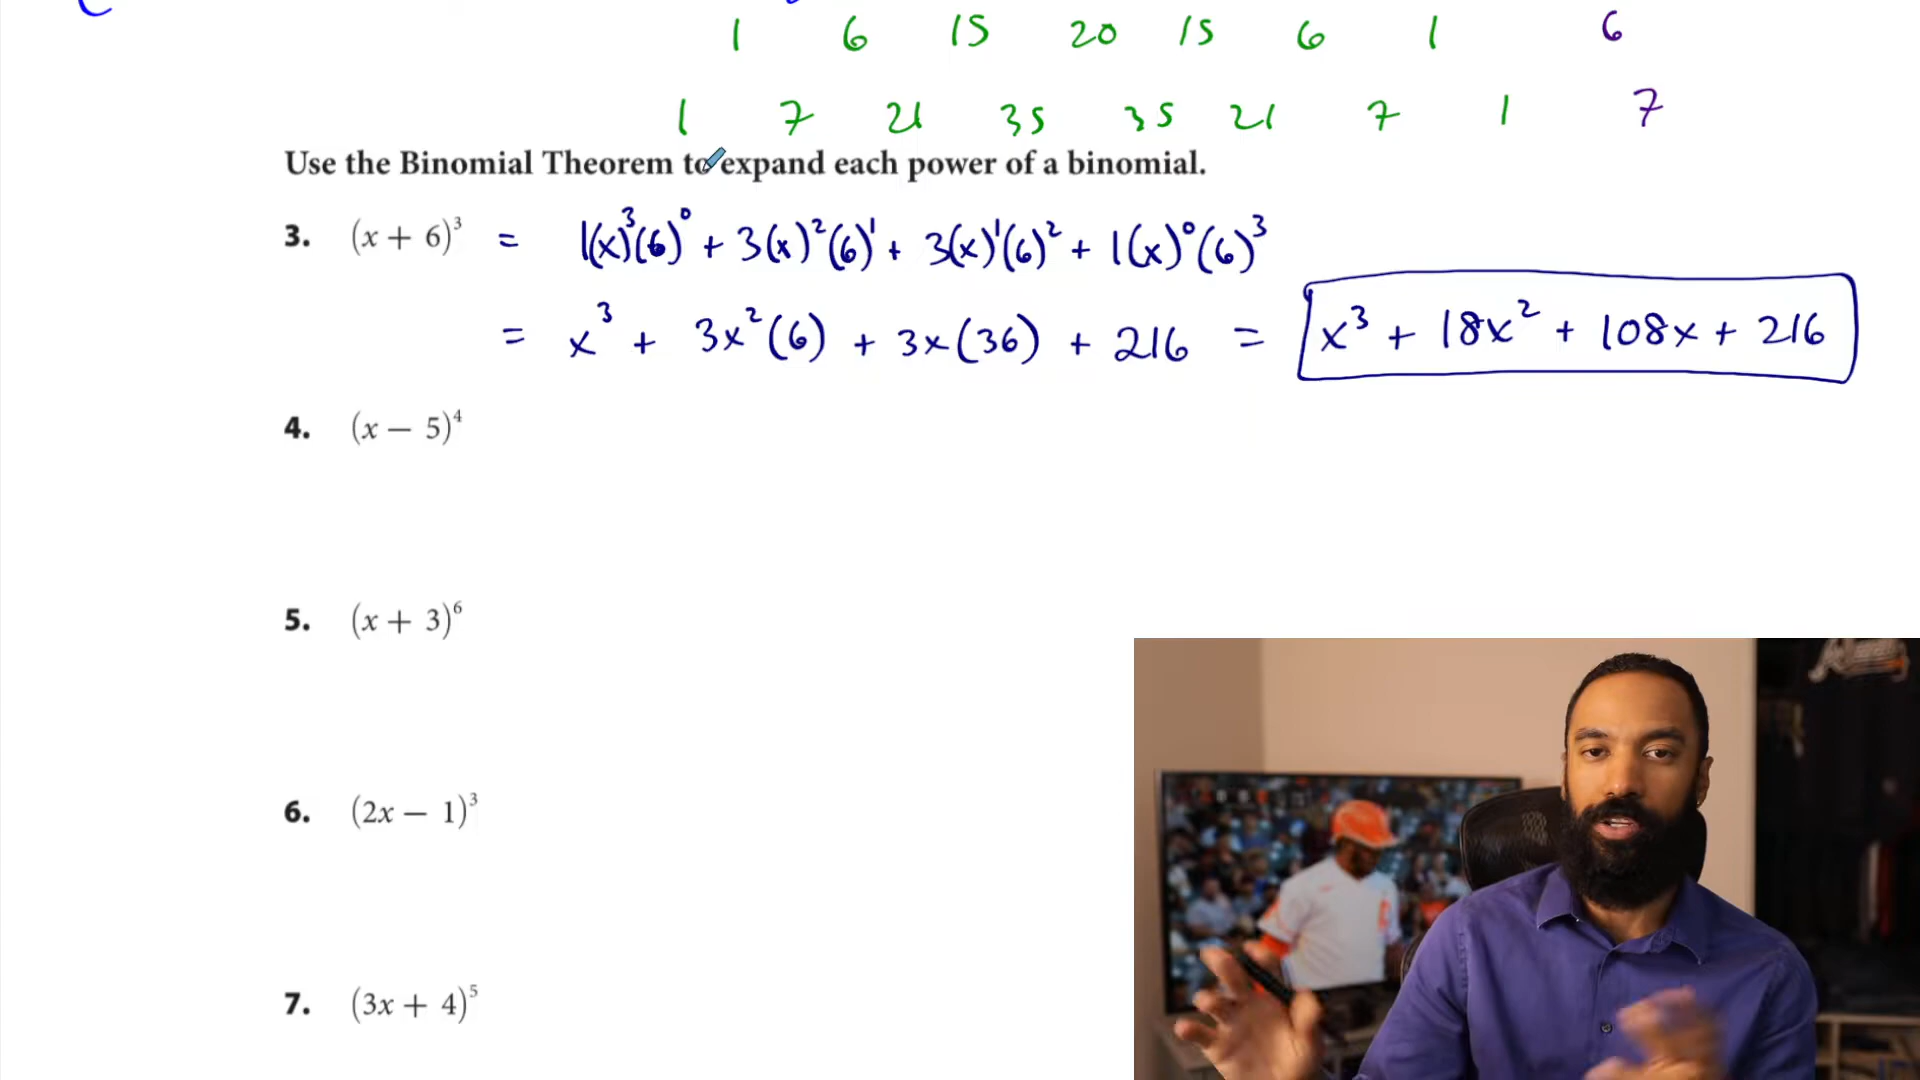 1 6 15 20 15 6 1 6
1 7 21 35 35 21 7 1 7
Use the Binomial Theorem to expand each power of a binomial.
3. (x + 6)³ = 1(x)³(6)⁰ + 3(x)²(6)¹ + 3(x)¹(6)² + 1(x)⁰(6)³
= x³ + 3x²(6) + 3x(36) + 216 = x³ + 18x² + 108x + 216
4. (x − 5)⁴
5. (x + 3)⁶
6. (2x − 1)³
7. (3x + 4)⁵